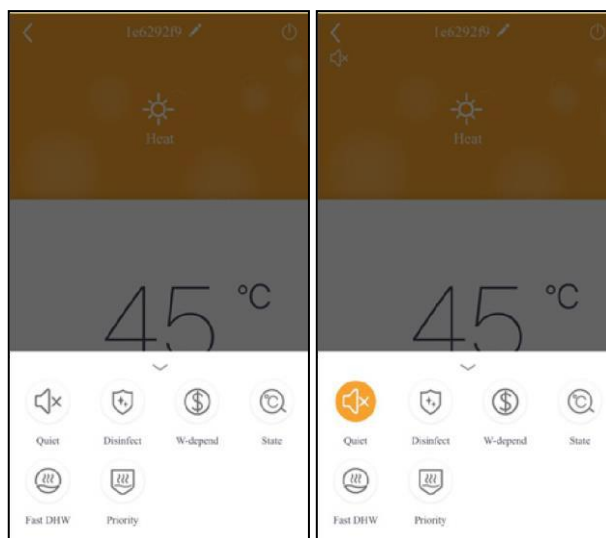 1e6292f9
Heat
45 °C
Quiet
Disinfect
W-depend
State
Fast DHW
Priority
1e6292f9
Heat
45 °C
Quiet
Disinfect
W-depend
State
Fast DHW
Priority